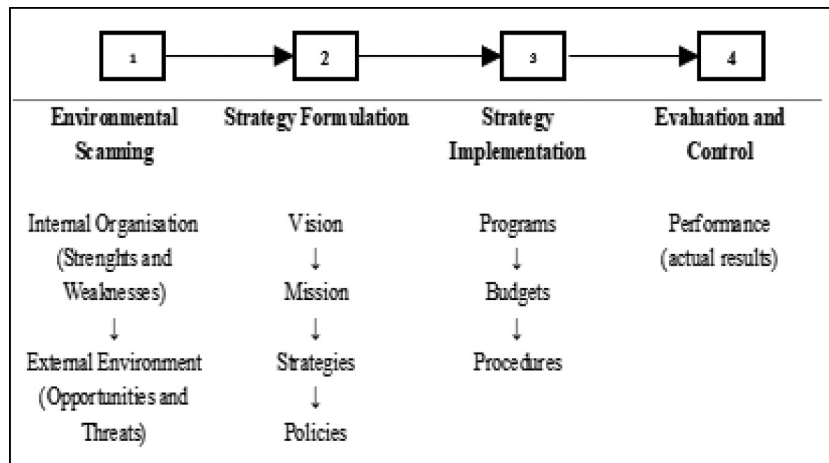 1
2
3
4
Environmental
Scanning
Internal Organisation
(Strenghts and
Weaknesses)
↓
External Environment
(Opportunities and
Threats)
Strategy Formulation
Vision
↓
Mission
↓
Strategies
↓
Policies
Strategy
Implementation
Programs
↓
Budgets
↓
Procedures
Evaluation and
Control
Performance
(actual results)